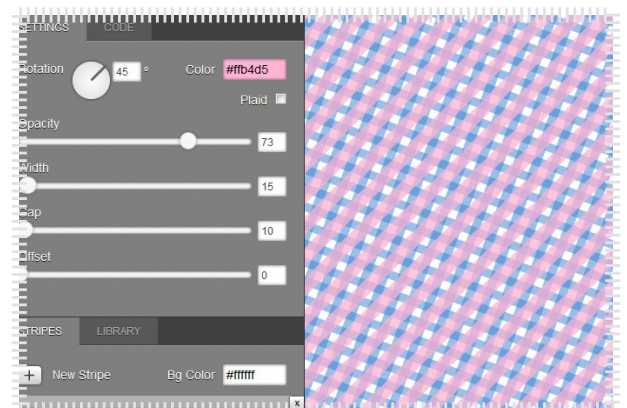 SETTINGS CODE
Rotation 45 ° Color #ffb4d5
Plaid
Opacity
73
Width
15
Gap
10
Offset
0
STRIPES LIBRARY
+ New Stripe Bg Color #ffffff
x